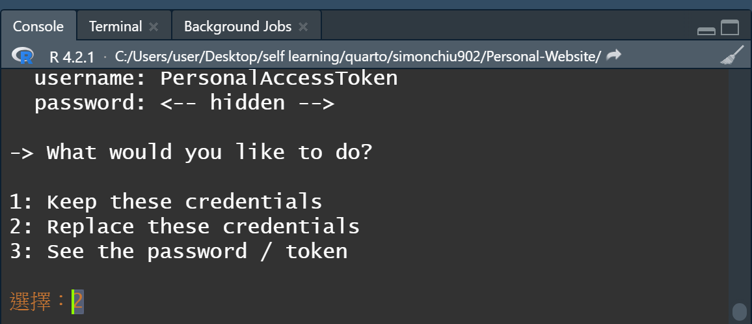 Console Terminal Background Jobs
R 4.2.1 · C:/Users/user/Desktop/self learning/quarto/simonchiu902/Personal-Website/
username: PersonalAccessToken
password: <-- hidden -->
-> What would you like to do?
1: Keep these credentials
2: Replace these credentials
3: See the password / token
選擇：2